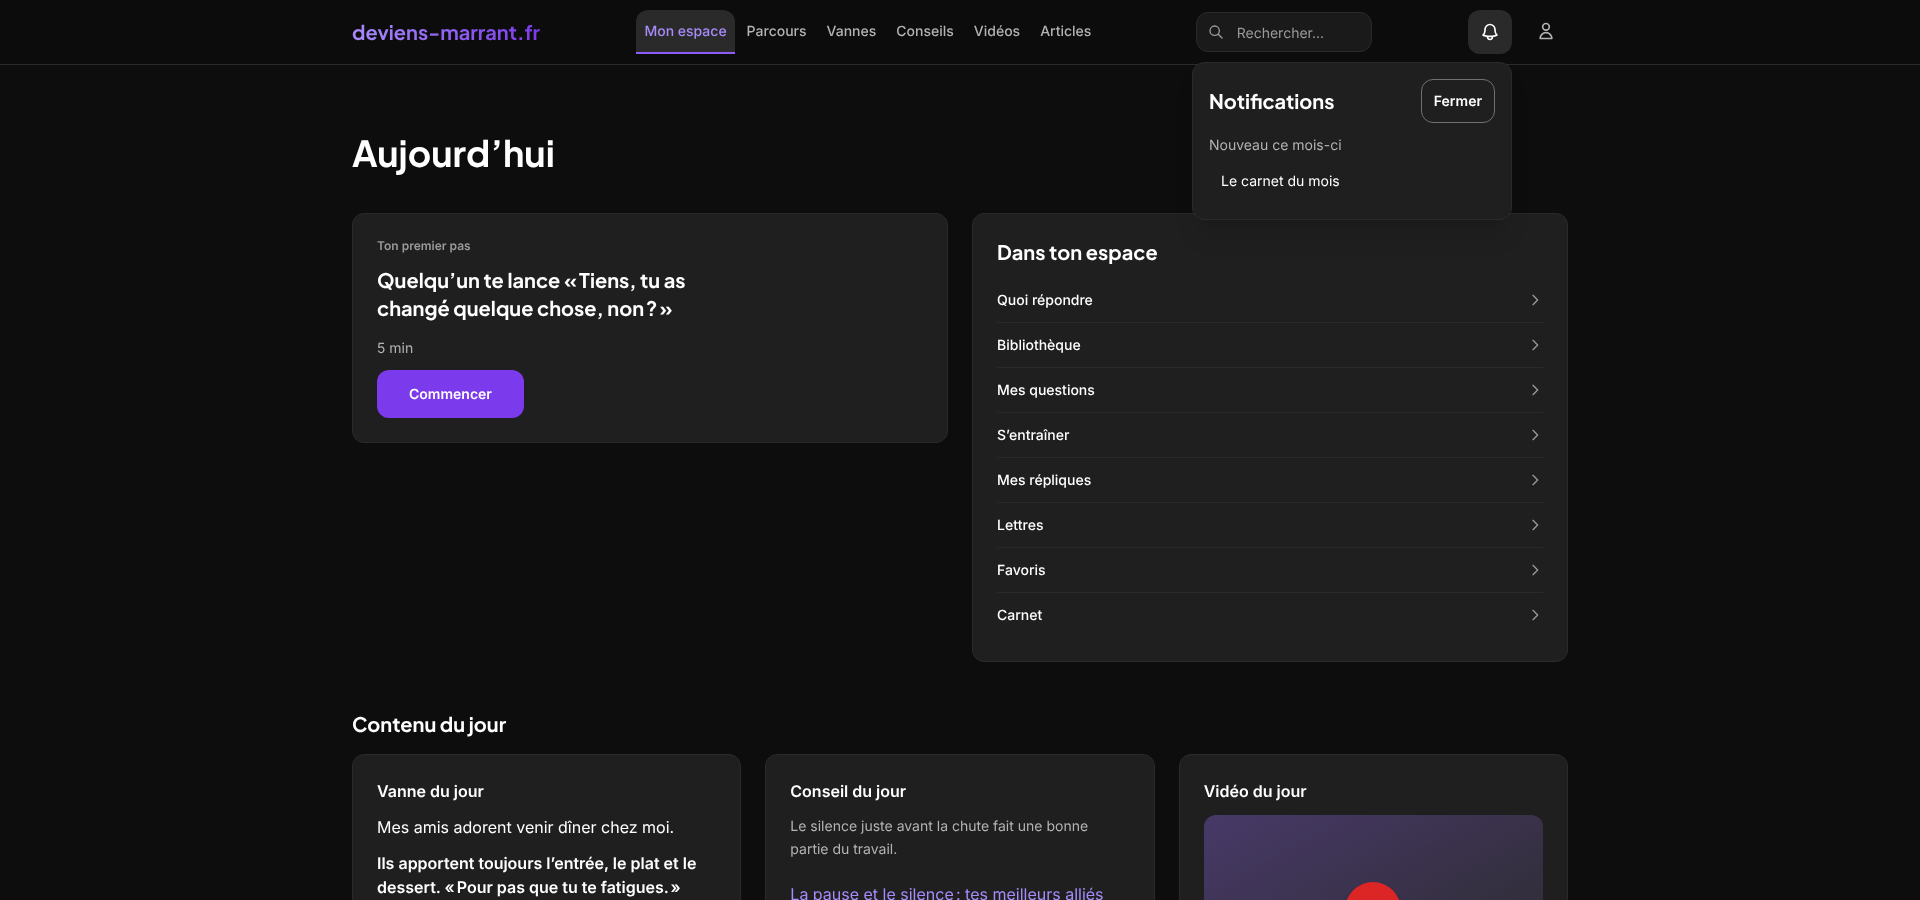 deviens-marrant.fr
Mon espace
Parcours
Vannes
Conseils
Vidéos
Articles
Rechercher...
Notifications
Fermer
Nouveau ce mois-ci
Le carnet du mois
Aujourd’hui
Ton premier pas
Quelqu’un te lance « Tiens, tu as
changé quelque chose, non ? »
5 min
Commencer
Dans ton espace
Quoi répondre
Bibliothèque
Mes questions
S’entraîner
Mes répliques
Lettres
Favoris
Carnet
Contenu du jour
Vanne du jour
Mes amis adorent venir dîner chez moi.
Ils apportent toujours l’entrée, le plat et le
dessert. « Pour pas que tu te fatigues. »
Conseil du jour
Le silence juste avant la chute fait une bonne
partie du travail.
La pause et le silence : tes meilleurs alliés
Vidéo du jour